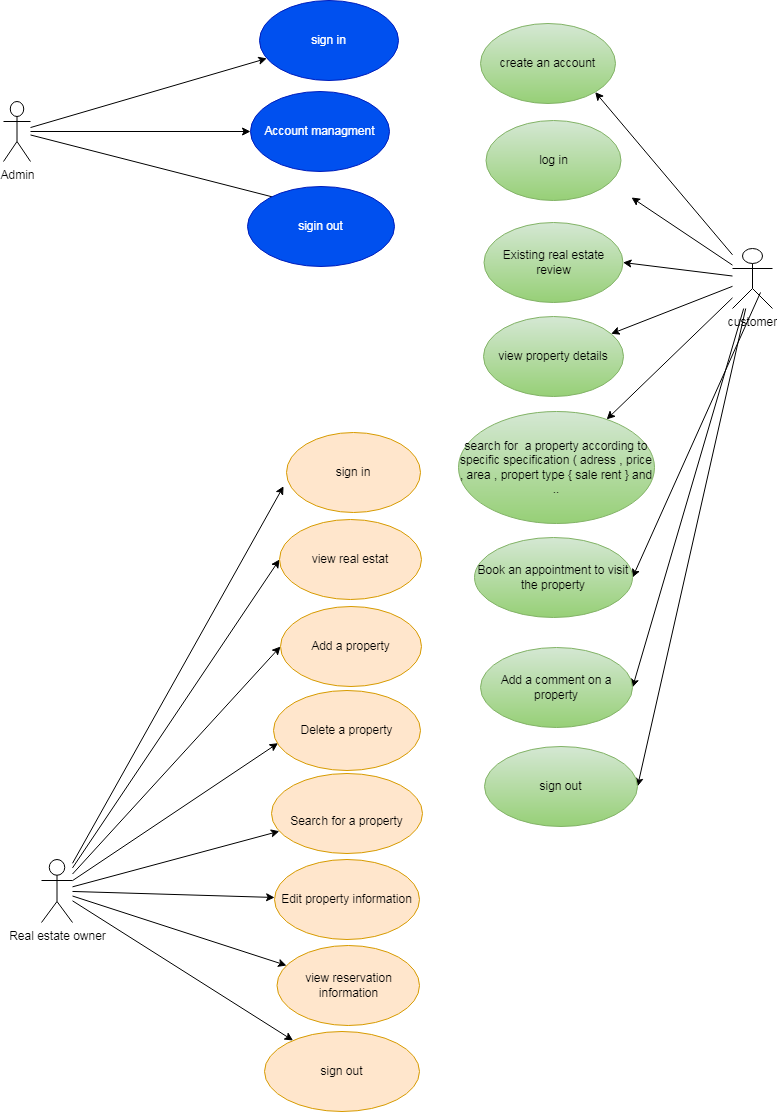 sign in
Account managment
Admin
sigin out
create an account
log in
Existing real estate
review
customer
view property details
search for  a property according to
specific specification ( adress , price
, area , propert type { sale rent } and
..
Book an appointment to visit
the property
Add a comment on a
property
sign out
sign in
view real estat
Add a property
Delete a property
Search for a property
Edit property information
Real estate owner
view reservation
information
sign out